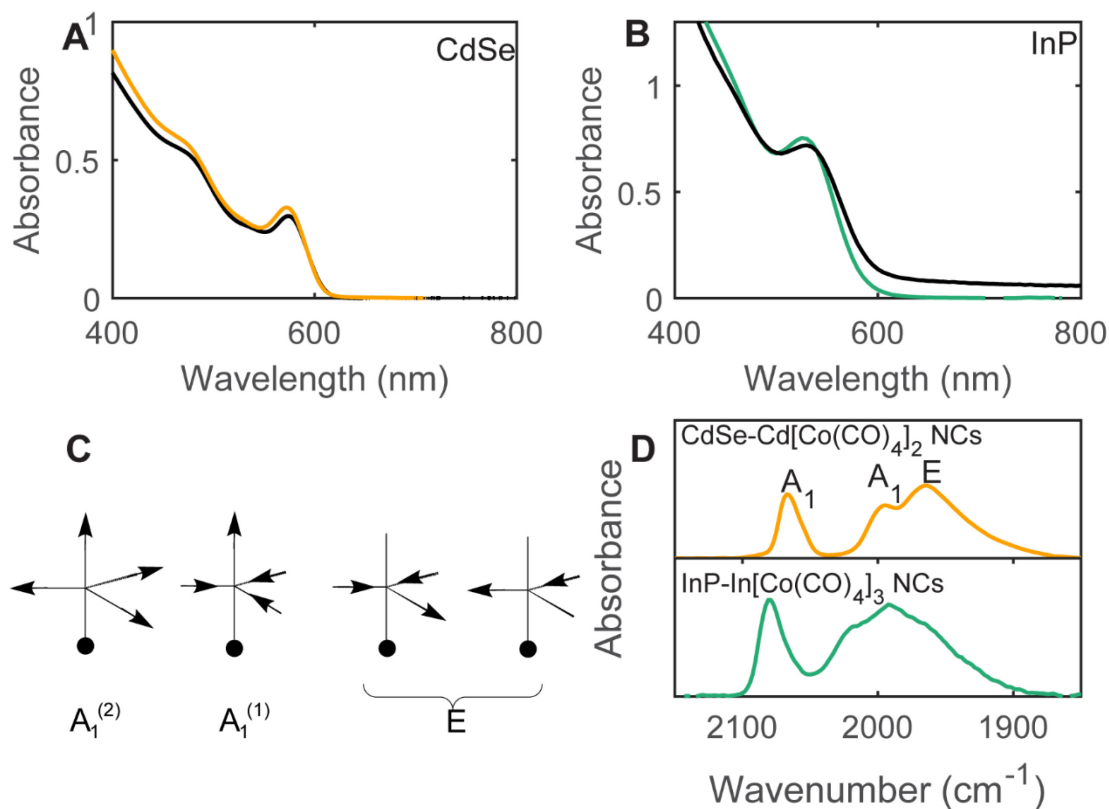 A
CdSe
1
0.5
0
400
600
800
Absorbance
Wavelength (nm)
B
InP
1
0.5
0
400
600
800
Absorbance
Wavelength (nm)
C
A₁⁽²⁾
A₁⁽¹⁾
E
D
CdSe-Cd[Co(CO)₄]₂ NCs
A₁
A₁
E
InP-In[Co(CO)₄]₃ NCs
Absorbance
2100
2000
1900
Wavenumber (cm⁻¹)